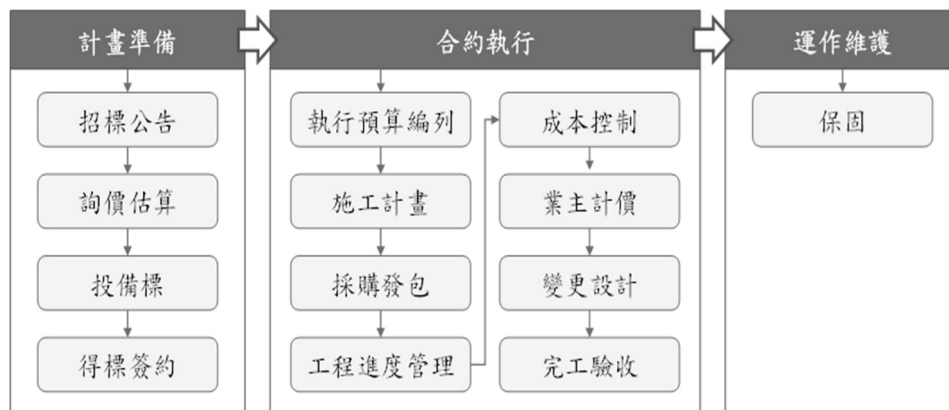 計畫準備
招標公告
詢價估算
投備標
得標簽約
合約執行
執行預算編列
施工計畫
採購發包
工程進度管理
成本控制
業主計價
變更設計
完工驗收
運作維護
保固